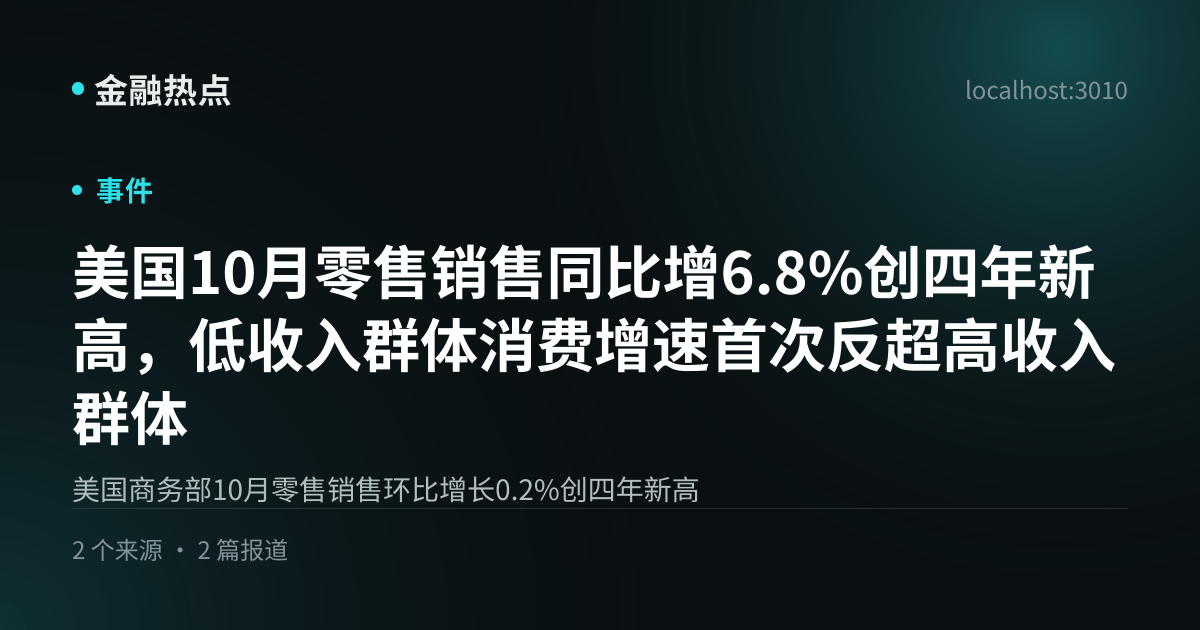 金融热点
localhost:3010
事件
美国10月零售销售同比增6.8%创四年新
高，低收入群体消费增速首次反超高收入
群体
美国商务部10月零售销售环比增长0.2%创四年新高
2 个来源 · 2 篇报道